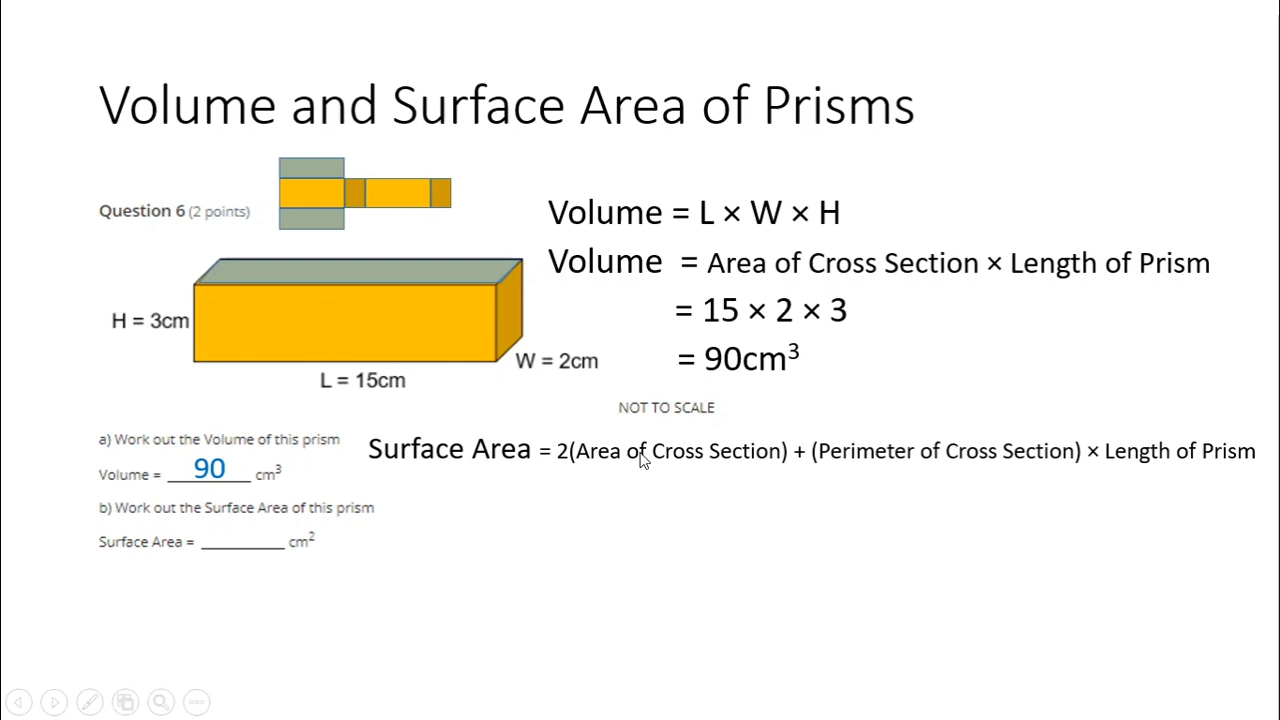 Volume and Surface Area of Prisms
Question 6 (2 points)
Volume = L × W × H
Volume = Area of Cross Section × Length of Prism
= 15 × 2 × 3
= 90cm³
H = 3cm
W = 2cm
L = 15cm
NOT TO SCALE
a) Work out the Volume of this prism
Volume = 90 cm³
Surface Area = 2(Area of Cross Section) + (Perimeter of Cross Section) × Length of Prism
b) Work out the Surface Area of this prism
Surface Area = ________ cm²